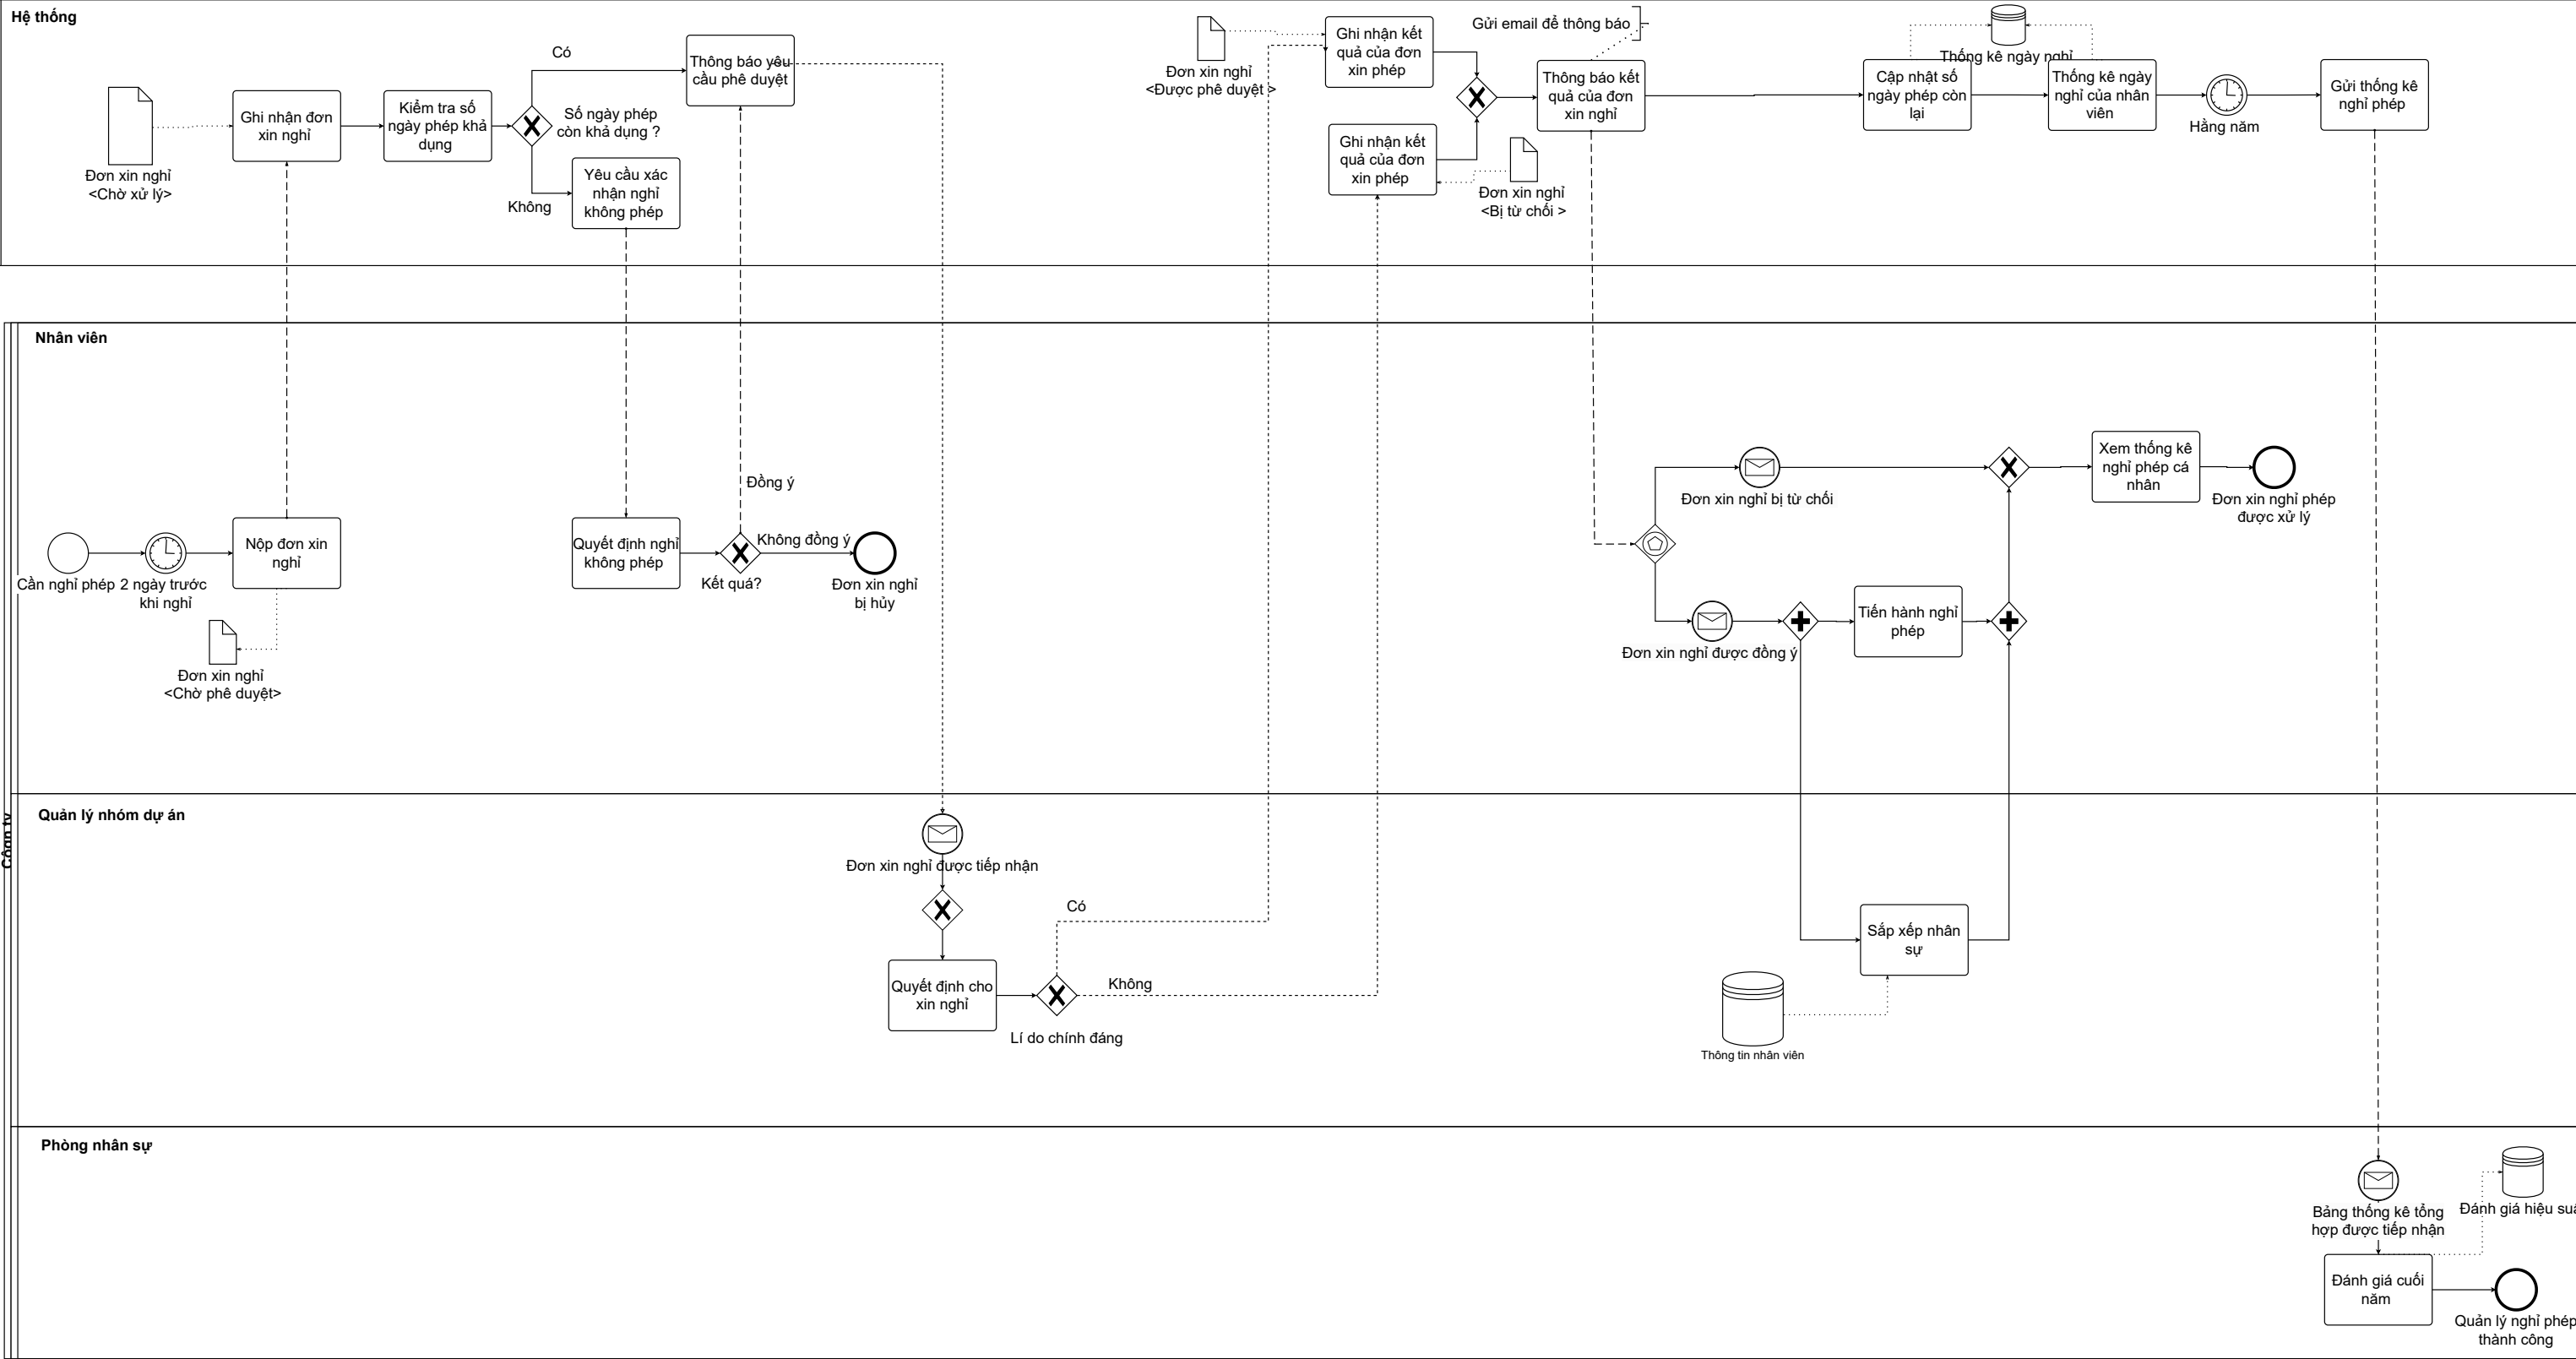 Hệ thống
Có
Thông báo yêu
cầu phê duyệt
Đơn xin nghỉ
<Chờ xử lý>
Ghi nhận đơn
xin nghỉ
Kiểm tra số
ngày phép khả
dụng
Số ngày phép
còn khả dụng ?
Không
Yêu cầu xác
nhận nghỉ
không phép
Đơn xin nghỉ
<Được phê duyệt >
Ghi nhận kết
quả của đơn
xin phép
Ghi nhận kết
quả của đơn
xin phép
Đơn xin nghỉ
<Bị từ chối >
Gửi email để thông báo
Thông báo kết
quả của đơn
xin nghỉ
Thống kê ngày nghỉ
Cập nhật số
ngày phép còn
lại
Thống kê ngày
nghỉ của nhân
viên
Hằng năm
Gửi thống kê
nghỉ phép
Công ty
Nhân viên
Cần nghỉ phép
2 ngày trước
khi nghỉ
Nộp đơn xin
nghỉ
Đơn xin nghỉ
<Chờ phê duyệt>
Quyết định nghỉ
không phép
Đồng ý
Không đồng ý
Kết quá?
Đơn xin nghỉ
bị hủy
Đơn xin nghỉ bị từ chối
Đơn xin nghỉ được đồng ý
Tiến hành nghỉ
phép
Xem thống kê
nghỉ phép cá
nhân
Đơn xin nghỉ phép
được xử lý
Quản lý nhóm dự án
Đơn xin nghỉ được tiếp nhận
Quyết định cho
xin nghỉ
Có
Không
Lí do chính đáng
Sắp xếp nhân
sự
Thông tin nhân viên
Phòng nhân sự
Bảng thống kê tổng
hợp được tiếp nhận
Đánh giá hiệu
Đánh giá cuối
năm
Quản lý nghỉ phép
thành công